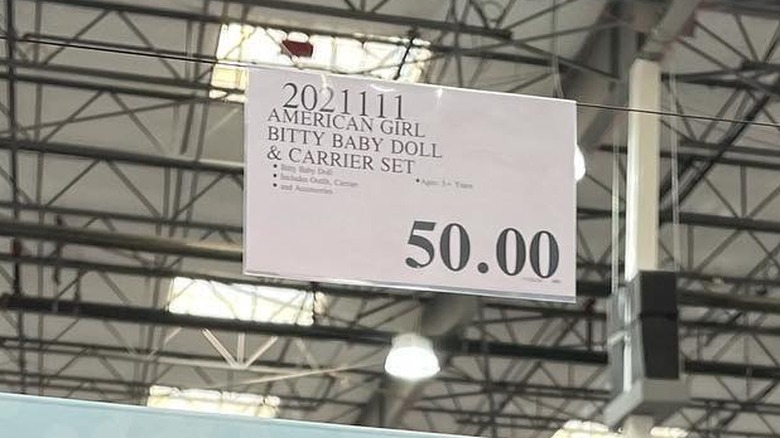 2021111
AMERICAN GIRL
BITTY BABY DOLL
& CARRIER SET
• Bitty Baby Doll
• Includes Outfit, Carrier
• and Accessories
• Ages: 3+ Years
50.00